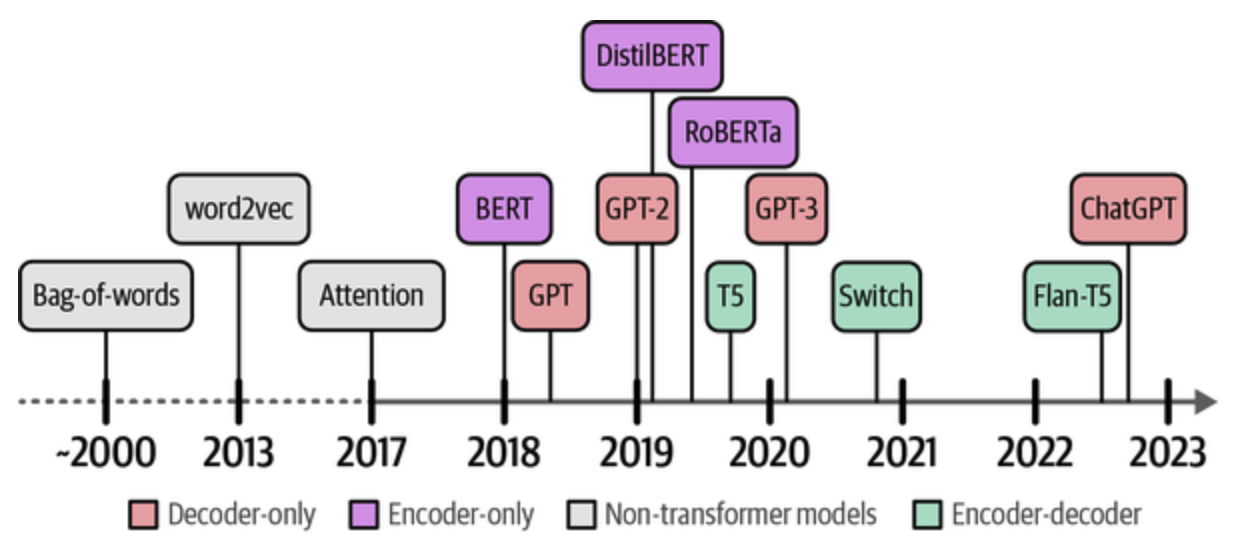 DistilBERT
RoBERTa
word2vec
BERT
GPT-2
GPT-3
ChatGPT
Bag-of-words
Attention
GPT
T5
Switch
Flan-T5
~2000 2013 2017 2018 2019 2020 2021 2022 2023
Decoder-only Encoder-only Non-transformer models Encoder-decoder